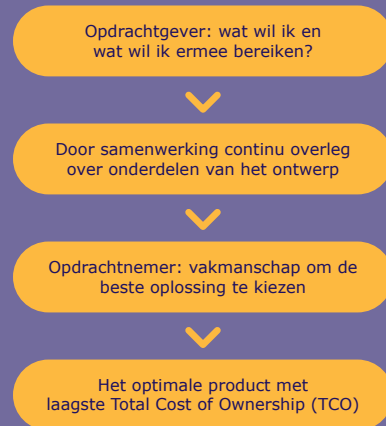 Opdrachtgever: wat wil ik en
wat wil ik ermee bereiken?
Door samenwerking continu overleg
over onderdelen van het ontwerp
Opdrachtnemer: vakmanschap om de
beste oplossing te kiezen
Het optimale product met
laagste Total Cost of Ownership (TCO)